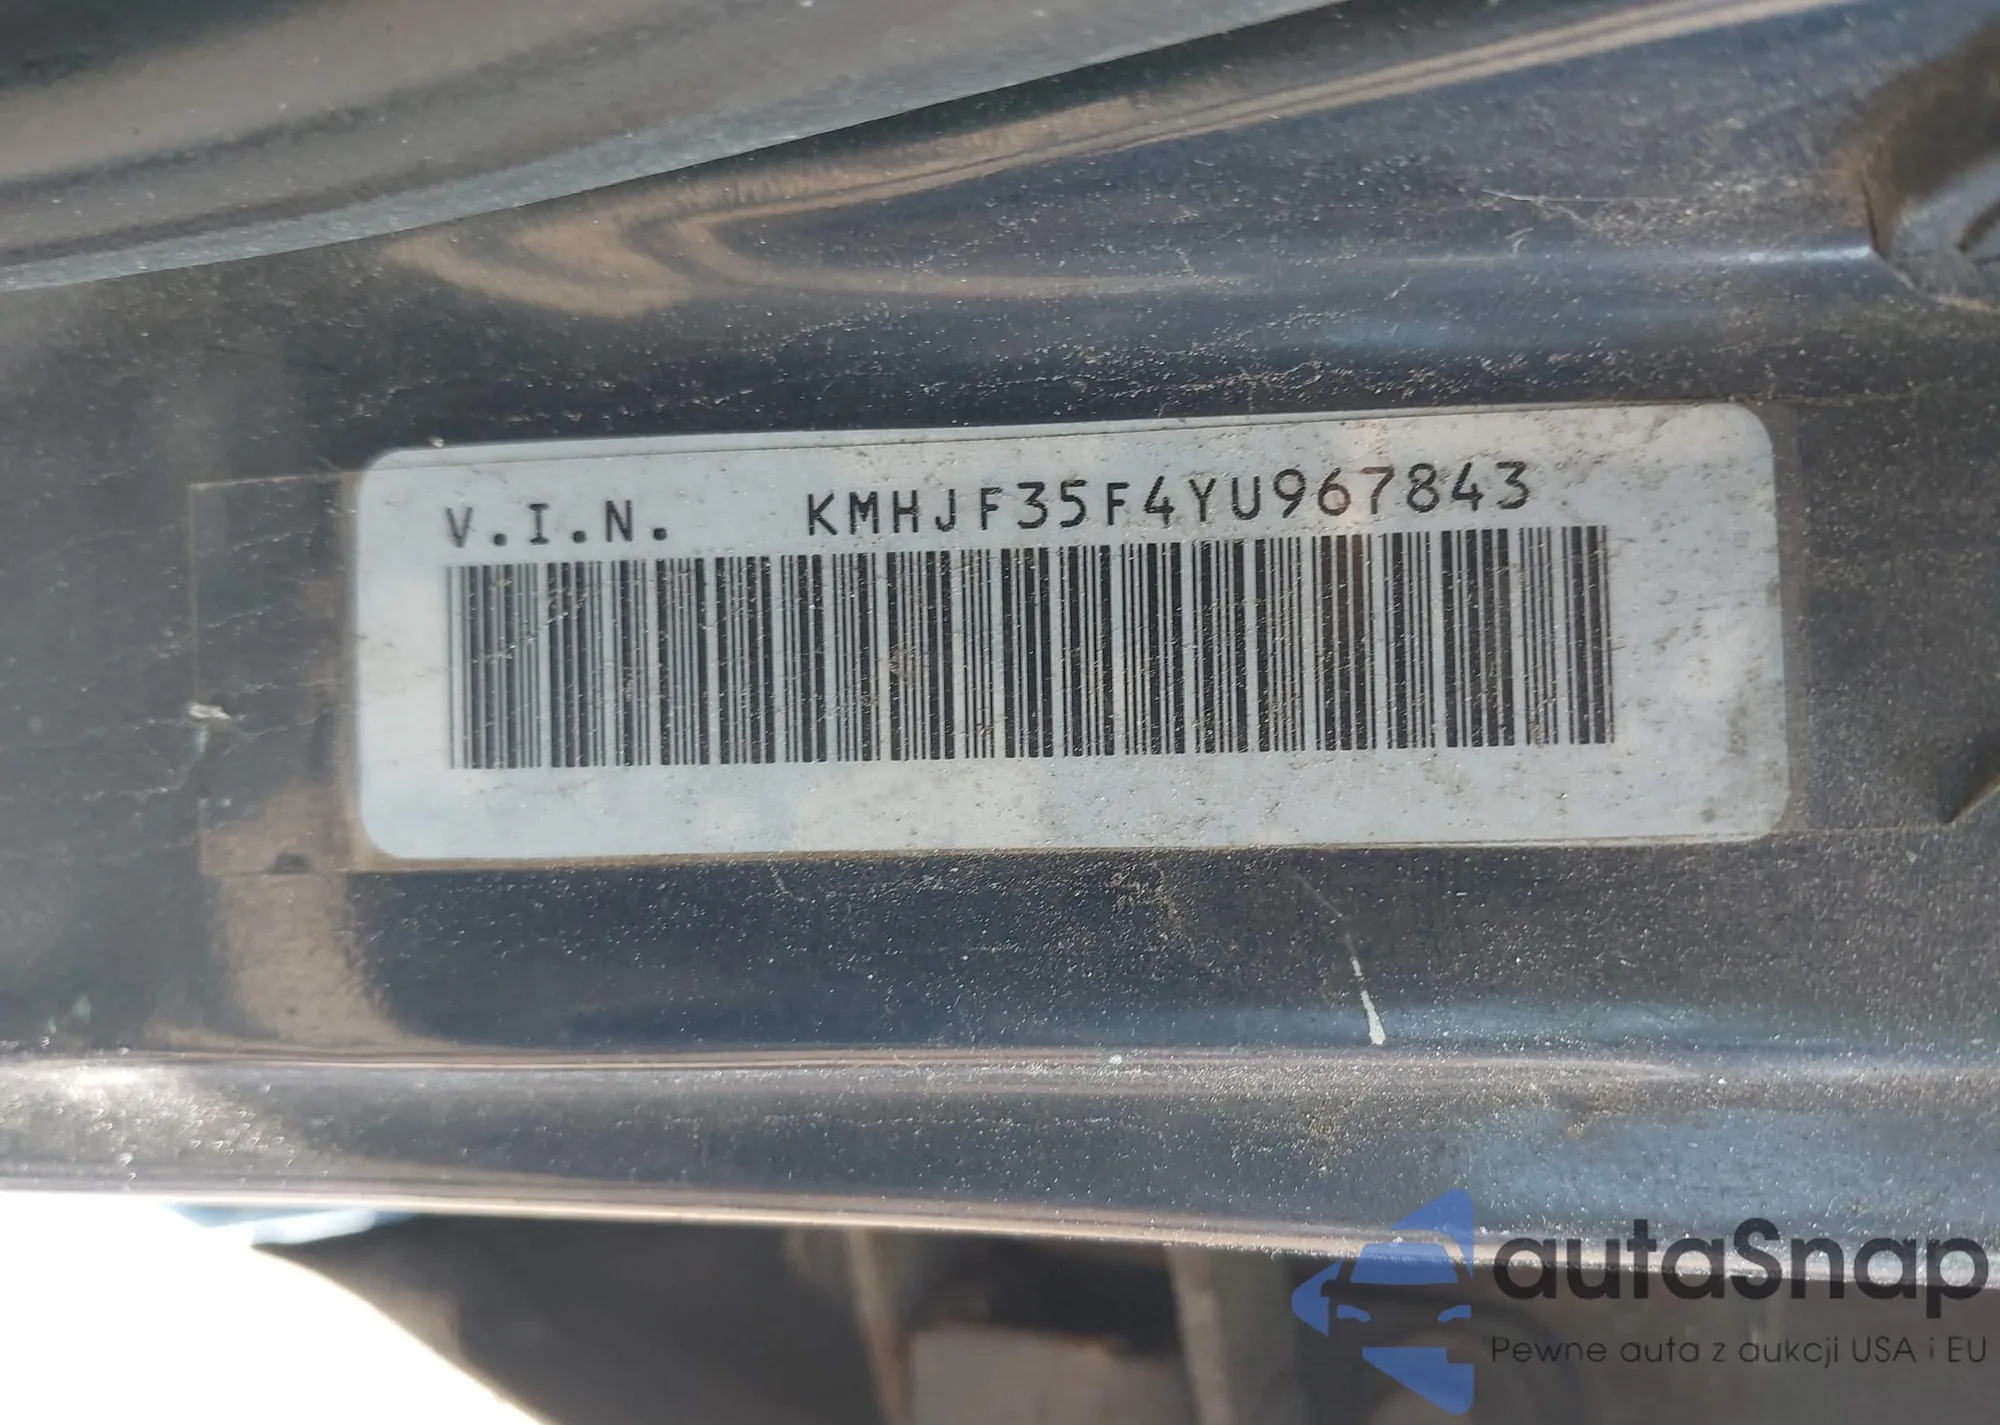 V.I.N. KMHJF35F4YU967843
autaSnap
Pewne auta z aukcji USA i EU